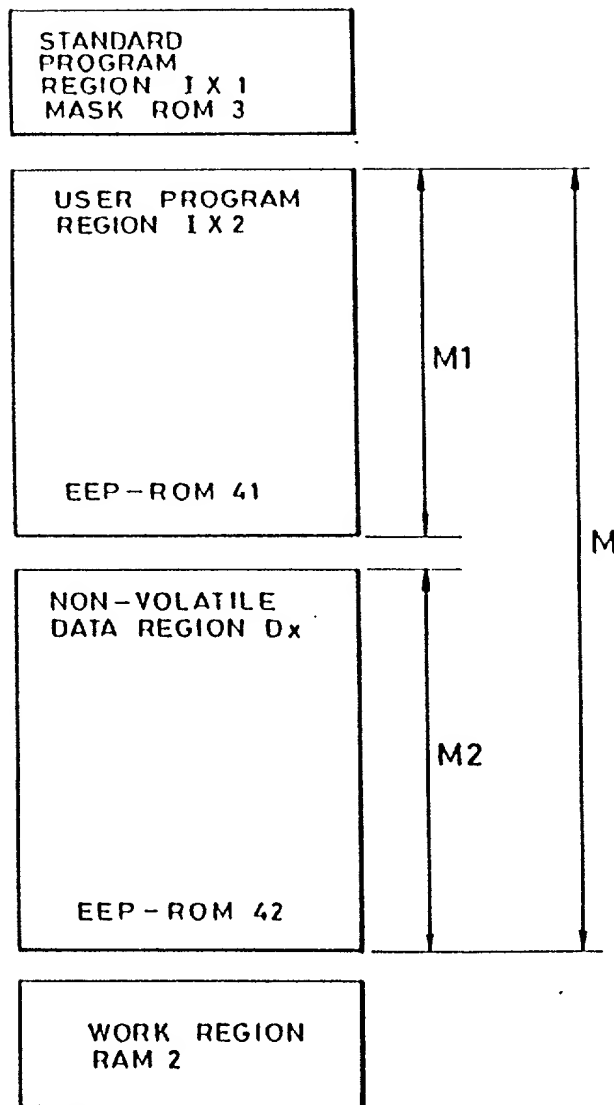 STANDARD
PROGRAM
REGION IX1
MASK ROM 3
USER PROGRAM
REGION IX2
M1
EEP-ROM 41
M
NON-VOLATILE
DATA REGION Dx
M2
EEP-ROM 42
WORK REGION
RAM 2